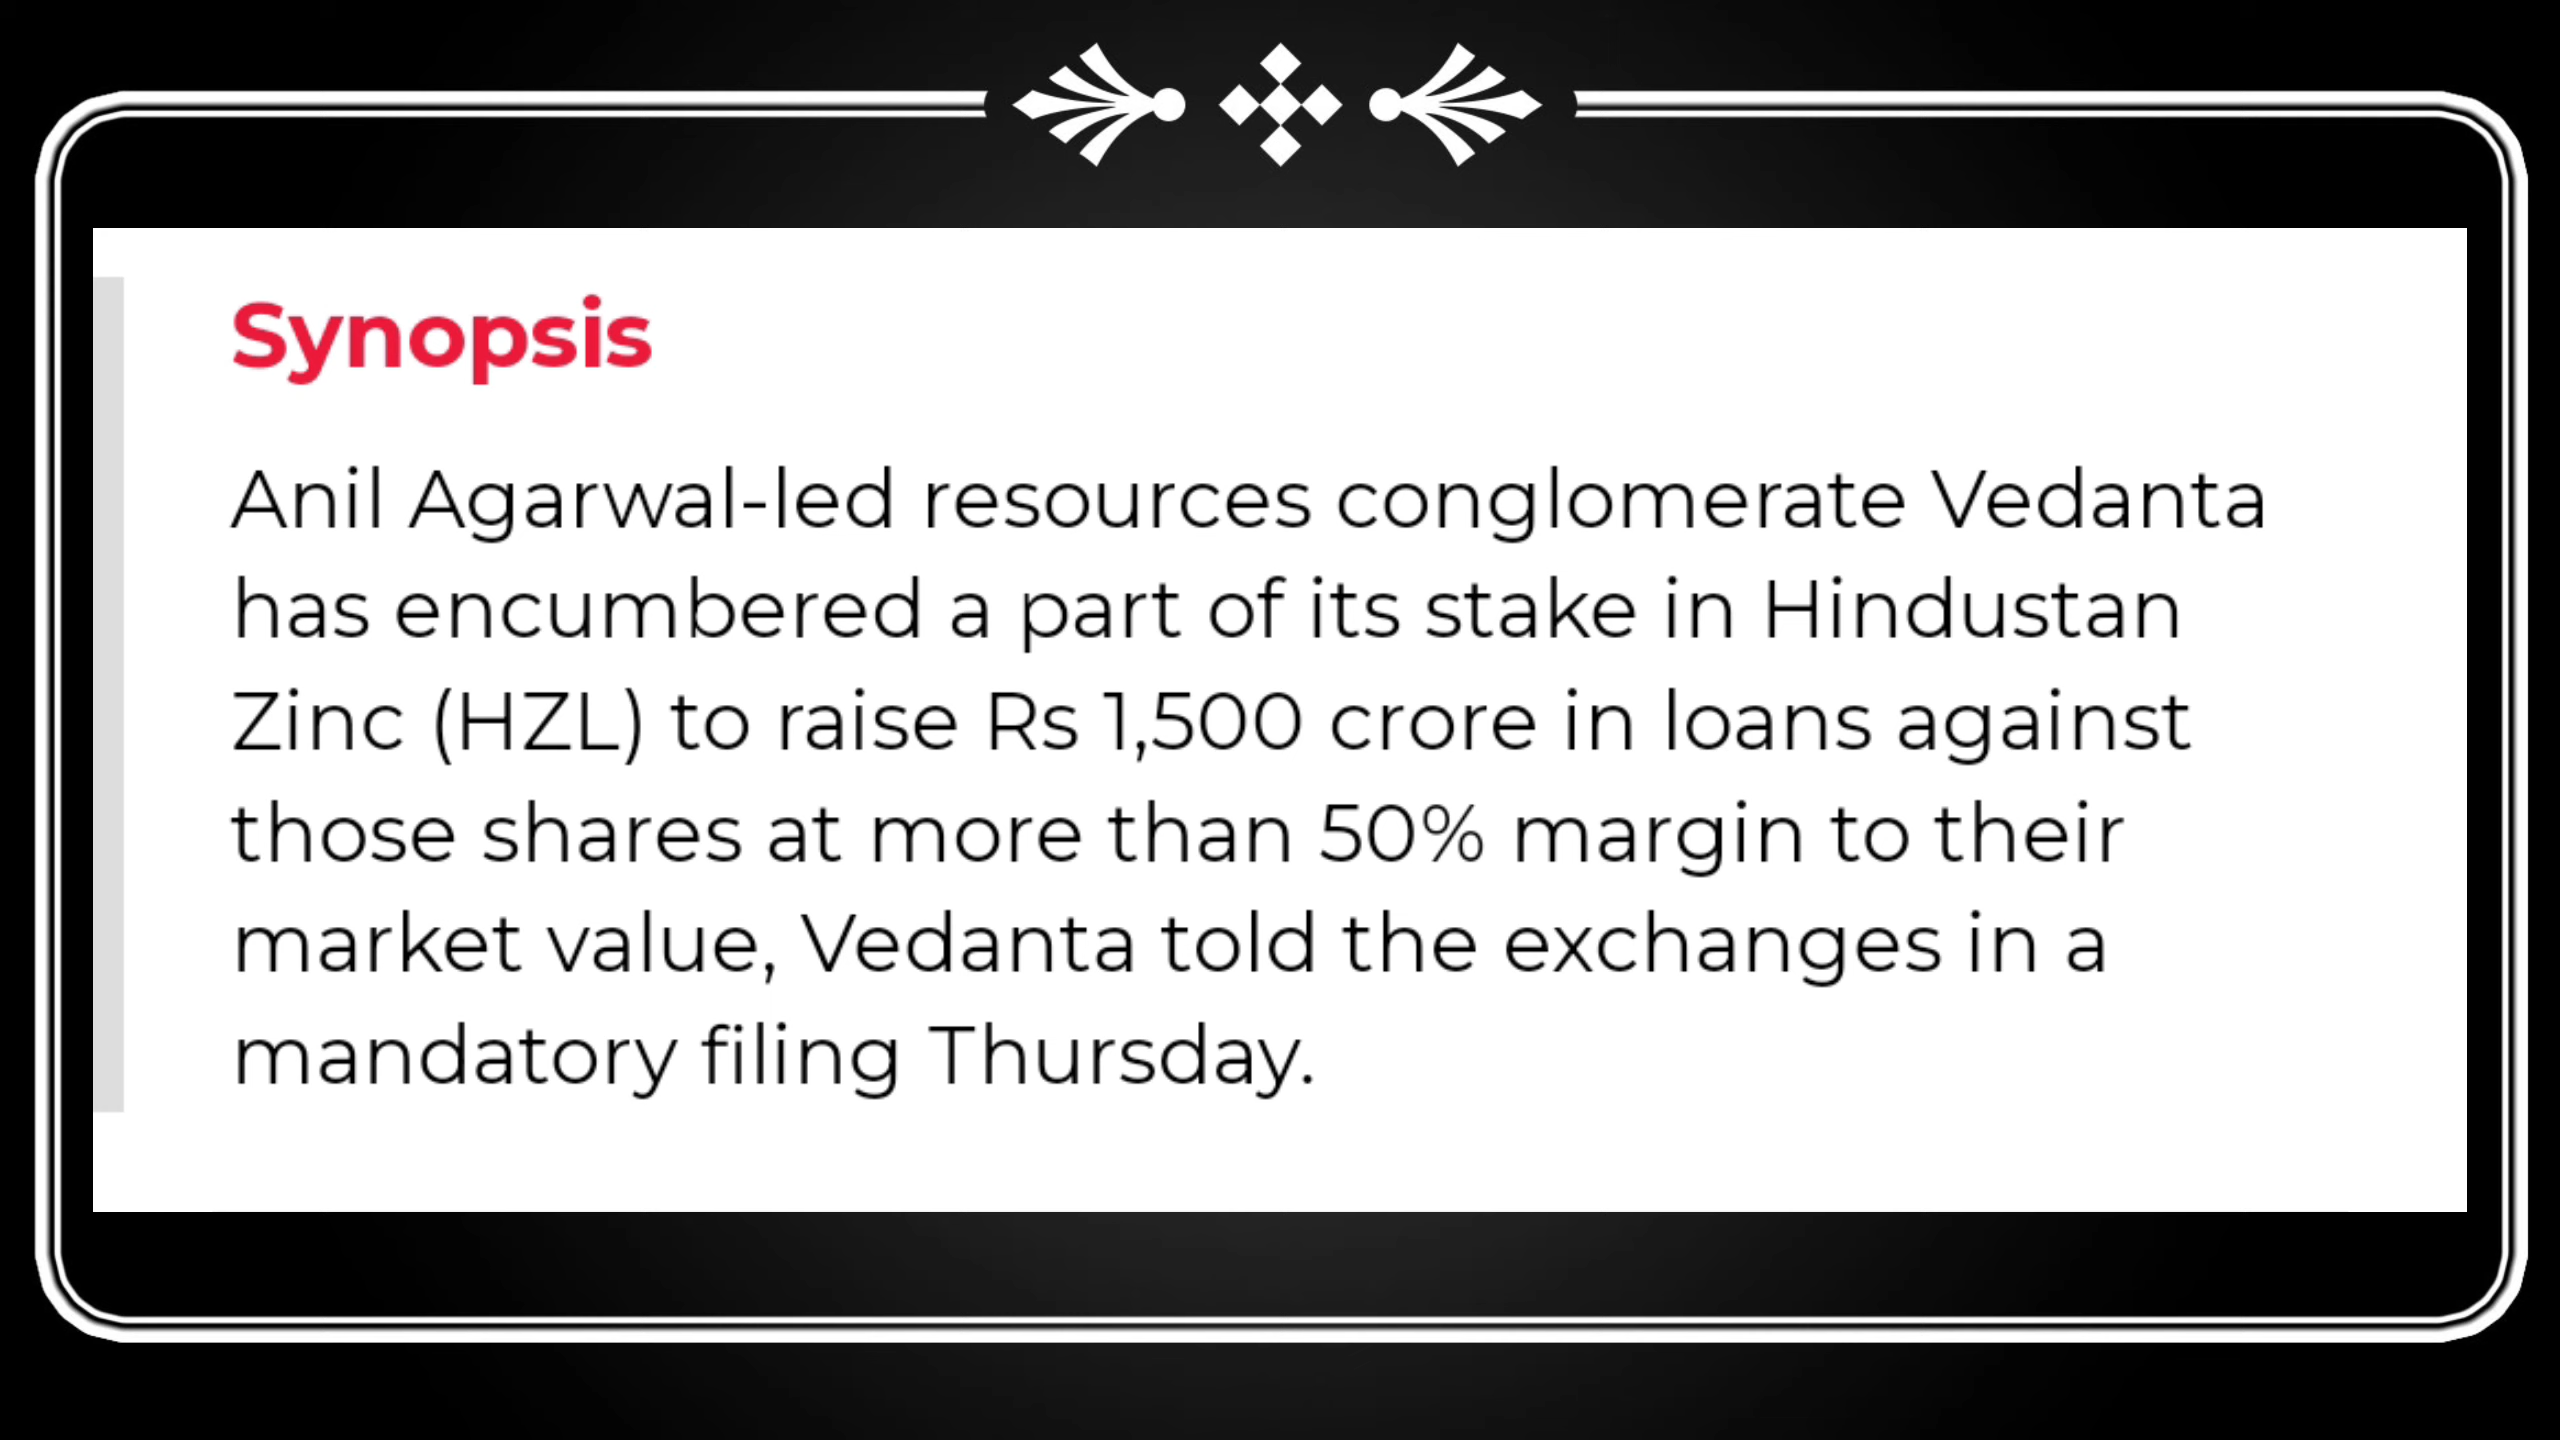 Synopsis
Anil Agarwal-led resources conglomerate Vedanta
has encumbered a part of its stake in Hindustan
Zinc (HZL) to raise Rs 1,500 crore in loans against
those shares at more than 50% margin to their
market value, Vedanta told the exchanges in a
mandatory filing Thursday.